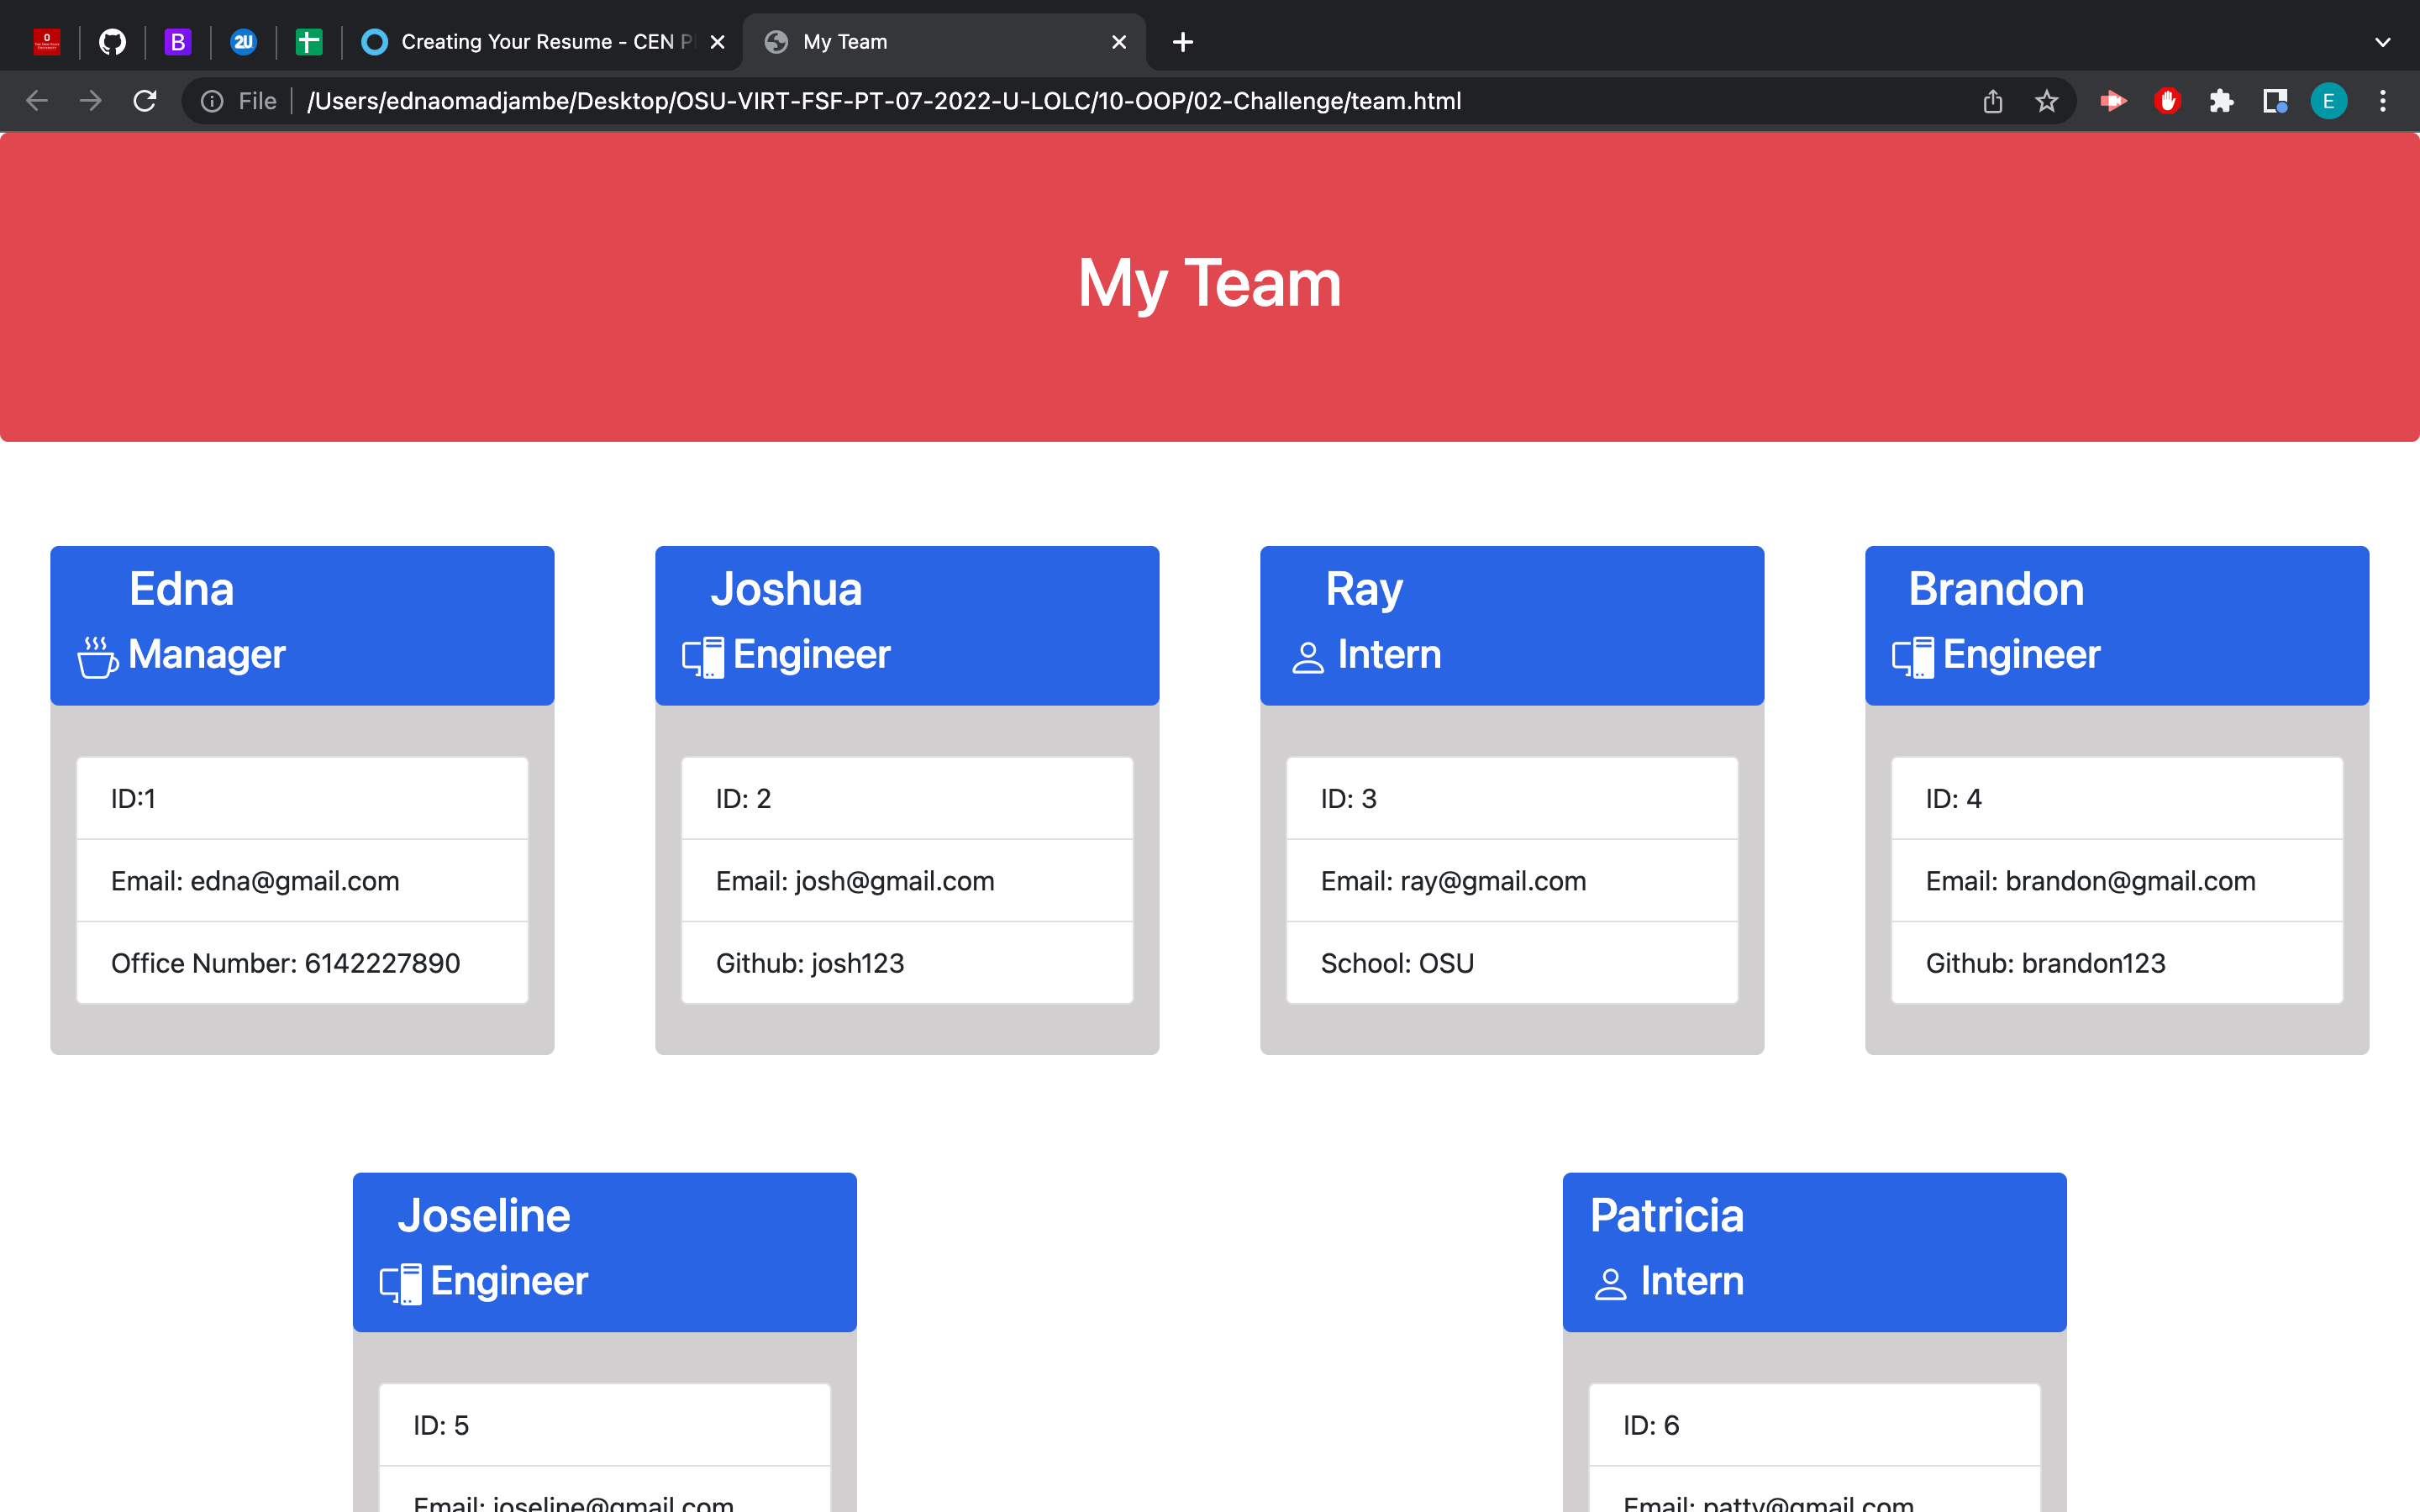 B
2U
Creating Your Resume - CEN P
My Team
File
/Users/ednaomadjambe/Desktop/OSU-VIRT-FSF-PT-07-2022-U-LOLC/10-OOP/02-Challenge/team.html
E
My Team
Edna
Manager
ID:1
Email: edna@gmail.com
Office Number: 6142227890
Joshua
Engineer
ID: 2
Email: josh@gmail.com
Github: josh123
Ray
Intern
ID: 3
Email: ray@gmail.com
School: OSU
Brandon
Engineer
ID: 4
Email: brandon@gmail.com
Github: brandon123
Joseline
Engineer
ID: 5
Email: joseline@gmail.com
Patricia
Intern
ID: 6
Email: patty@gmail.com